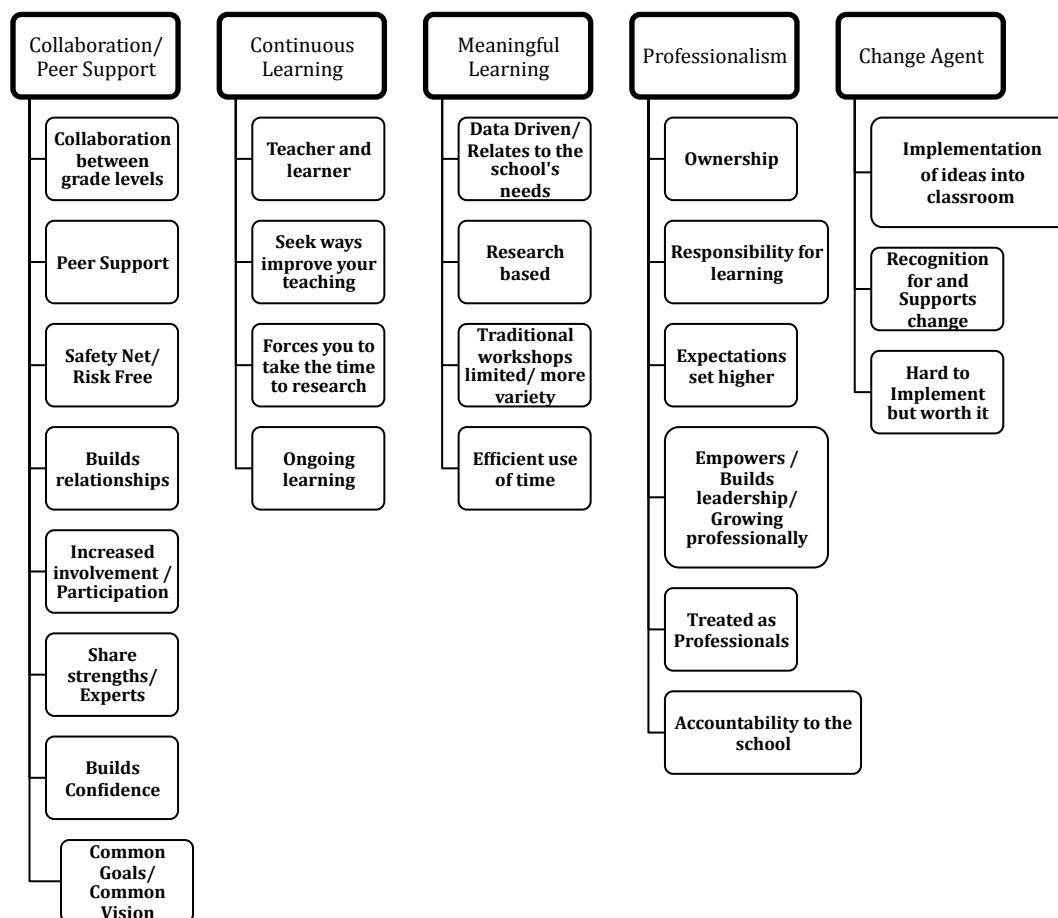 Collaboration/
Peer Support
Collaboration
between
grade levels
Peer Support
Safety Net/
Risk Free
Builds
relationships
Increased
involvement /
Participation
Share
strengths/
Experts
Builds
Confidence
Common
Goals/
Common
Vision
Continuous
Learning
Teacher and
learner
Seek ways
improve your
teaching
Forces you to
take the time
to research
Ongoing
learning
Meaningful
Learning
Data Driven/
Relates to the
school's
needs
Research
based
Traditional
workshops
limited/ more
variety
Efficient use
of time
Professionalism
Ownership
Responsibility for
learning
Expectations
set higher
Empowers /
Builds
leadership/
Growing
professionally
Treated as
Professionals
Accountability to the
school
Change Agent
Implementation
of ideas into
classroom
Recognition
for and
Supports
change
Hard to
Implement
but worth it